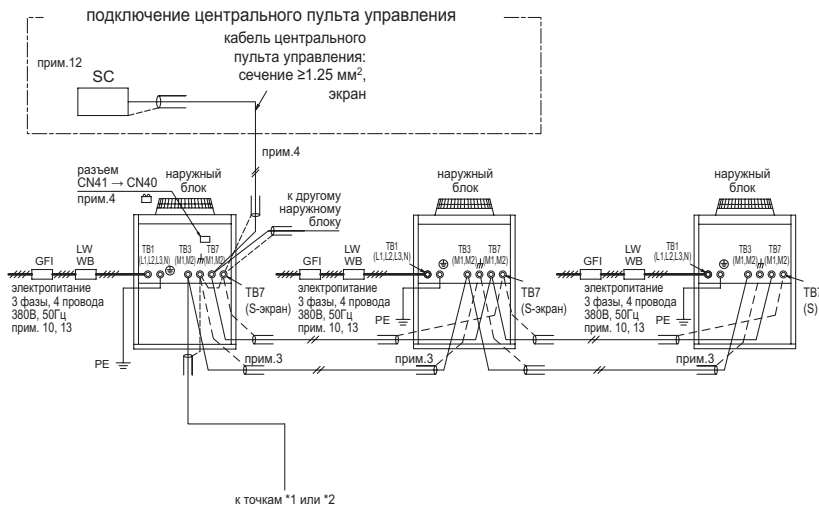 подключение центрального пульта управления
кабель центрального
пульта управления:
сечение ≥1.25 мм²,
экран
прим.12
SC
прим.4
разъем
CN41 → CN40
прим.4
наружный
блок
к другому
наружному
блоку
наружный
блок
наружный
блок
GFI
LW
WB
TB1
(L1,L2,L3,N)
TB3
(M1,M2)
TB7
(M1,M2)
TB7
(S-экран)
электропитание
3 фазы, 4 провода
380В, 50Гц
прим. 10, 13
PE
GFI
LW
WB
TB1
(L1,L2,L3,N)
TB3
(M1,M2)
TB7
(M1,M2)
TB7
(S-экран)
электропитание
3 фазы, 4 провода
380В, 50Гц
прим. 10, 13
PE
GFI
LW
WB
TB1
(L1,L2,L3,N)
TB3
(M1,M2)
TB7
(M1,M2)
TB7
(S)
электропитание
3 фазы, 4 провода
380В, 50Гц
прим. 10, 13
PE
прим.3
прим.3
прим.3
к точкам *1 или *2